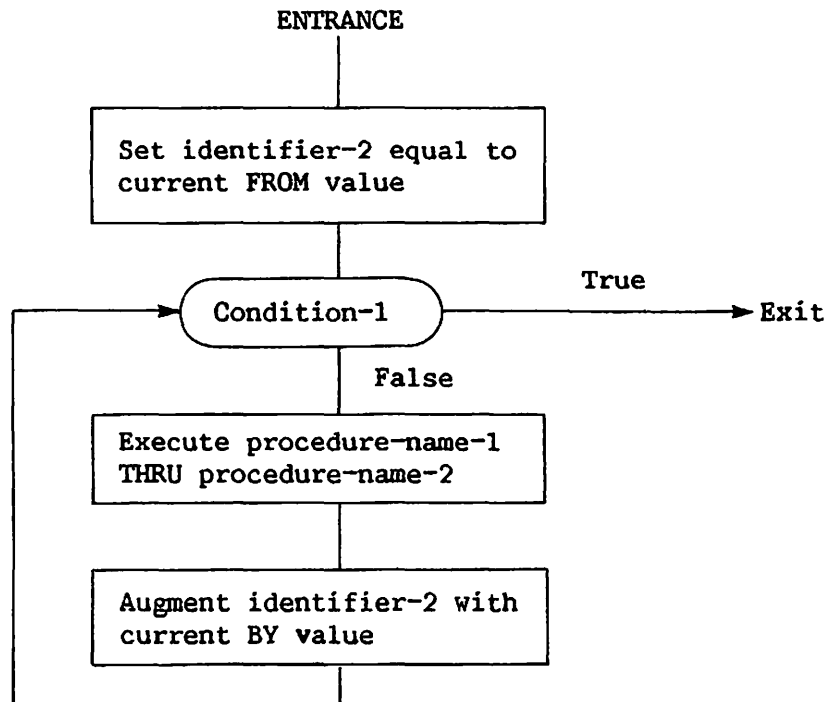 ENTRANCE
Set identifier-2 equal to
current FROM value
True
Condition-1
Exit
False
Execute procedure-name-1
THRU procedure-name-2
Augment identifier-2 with
current BY value